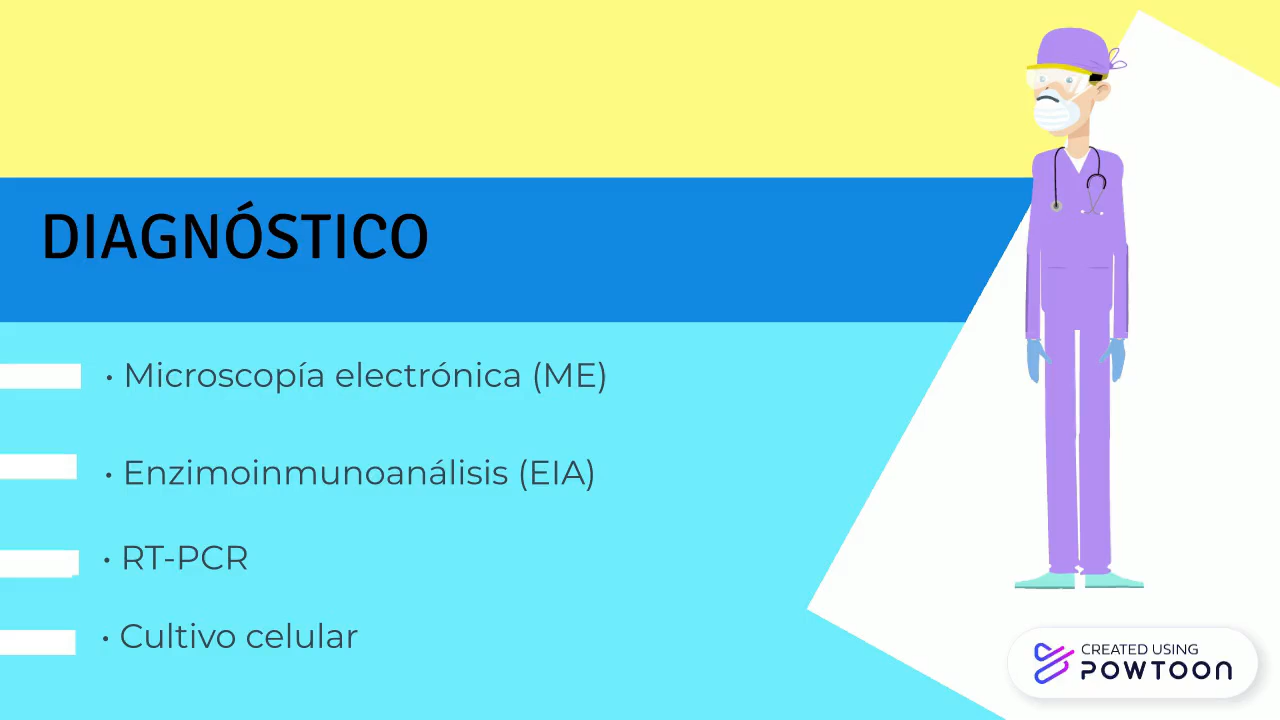 DIAGNÓSTICO
• Microscopía electrónica (ME)
• Enzimoinmunoanálisis (EIA)
• RT-PCR
• Cultivo celular
CREATED USING
POWTOON